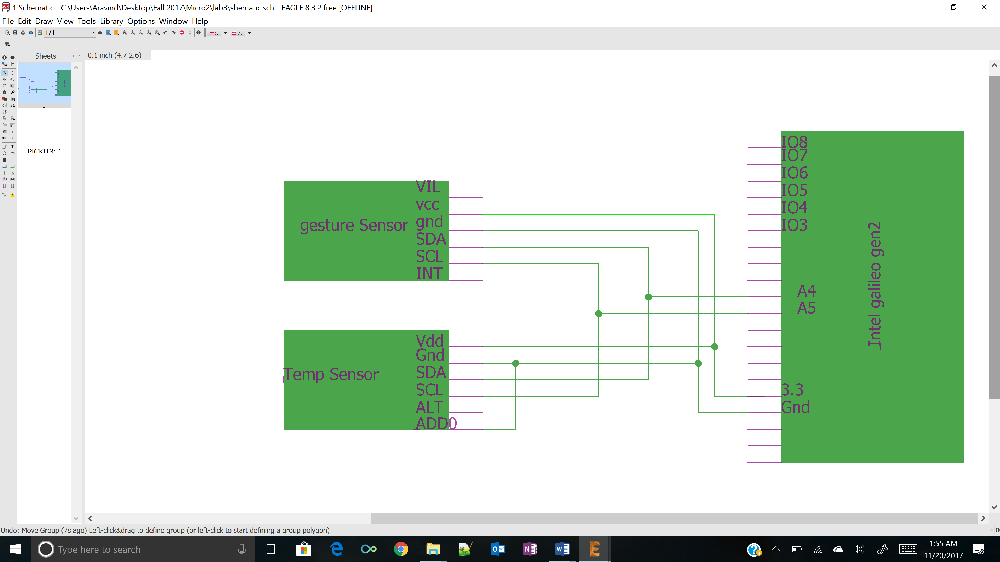 1 Schematic - C:\Users\Aravind\Desktop\Fall 2017\Micro2\lab3\shematic.sch - EAGLE 8.3.2 free [OFFLINE]
File Edit Draw View Tools Library Options Window Help
1/1
Sheets
0.1 inch (4.7 2.6)
PICKIT3: 1
gesture Sensor
VIL
vcc
gnd
SDA
SCL
INT
Temp Sensor
Vdd
Gnd
SDA
SCL
ALT
ADD0
IO8
IO7
IO6
IO5
IO4
IO3
A4
A5
3.3
Gnd
Intel galileo gen2
Undo: Move Group (7s ago) Left-click&drag to define group (or left-click to start defining a group polygon)
Type here to search
1:55 AM
11/20/2017